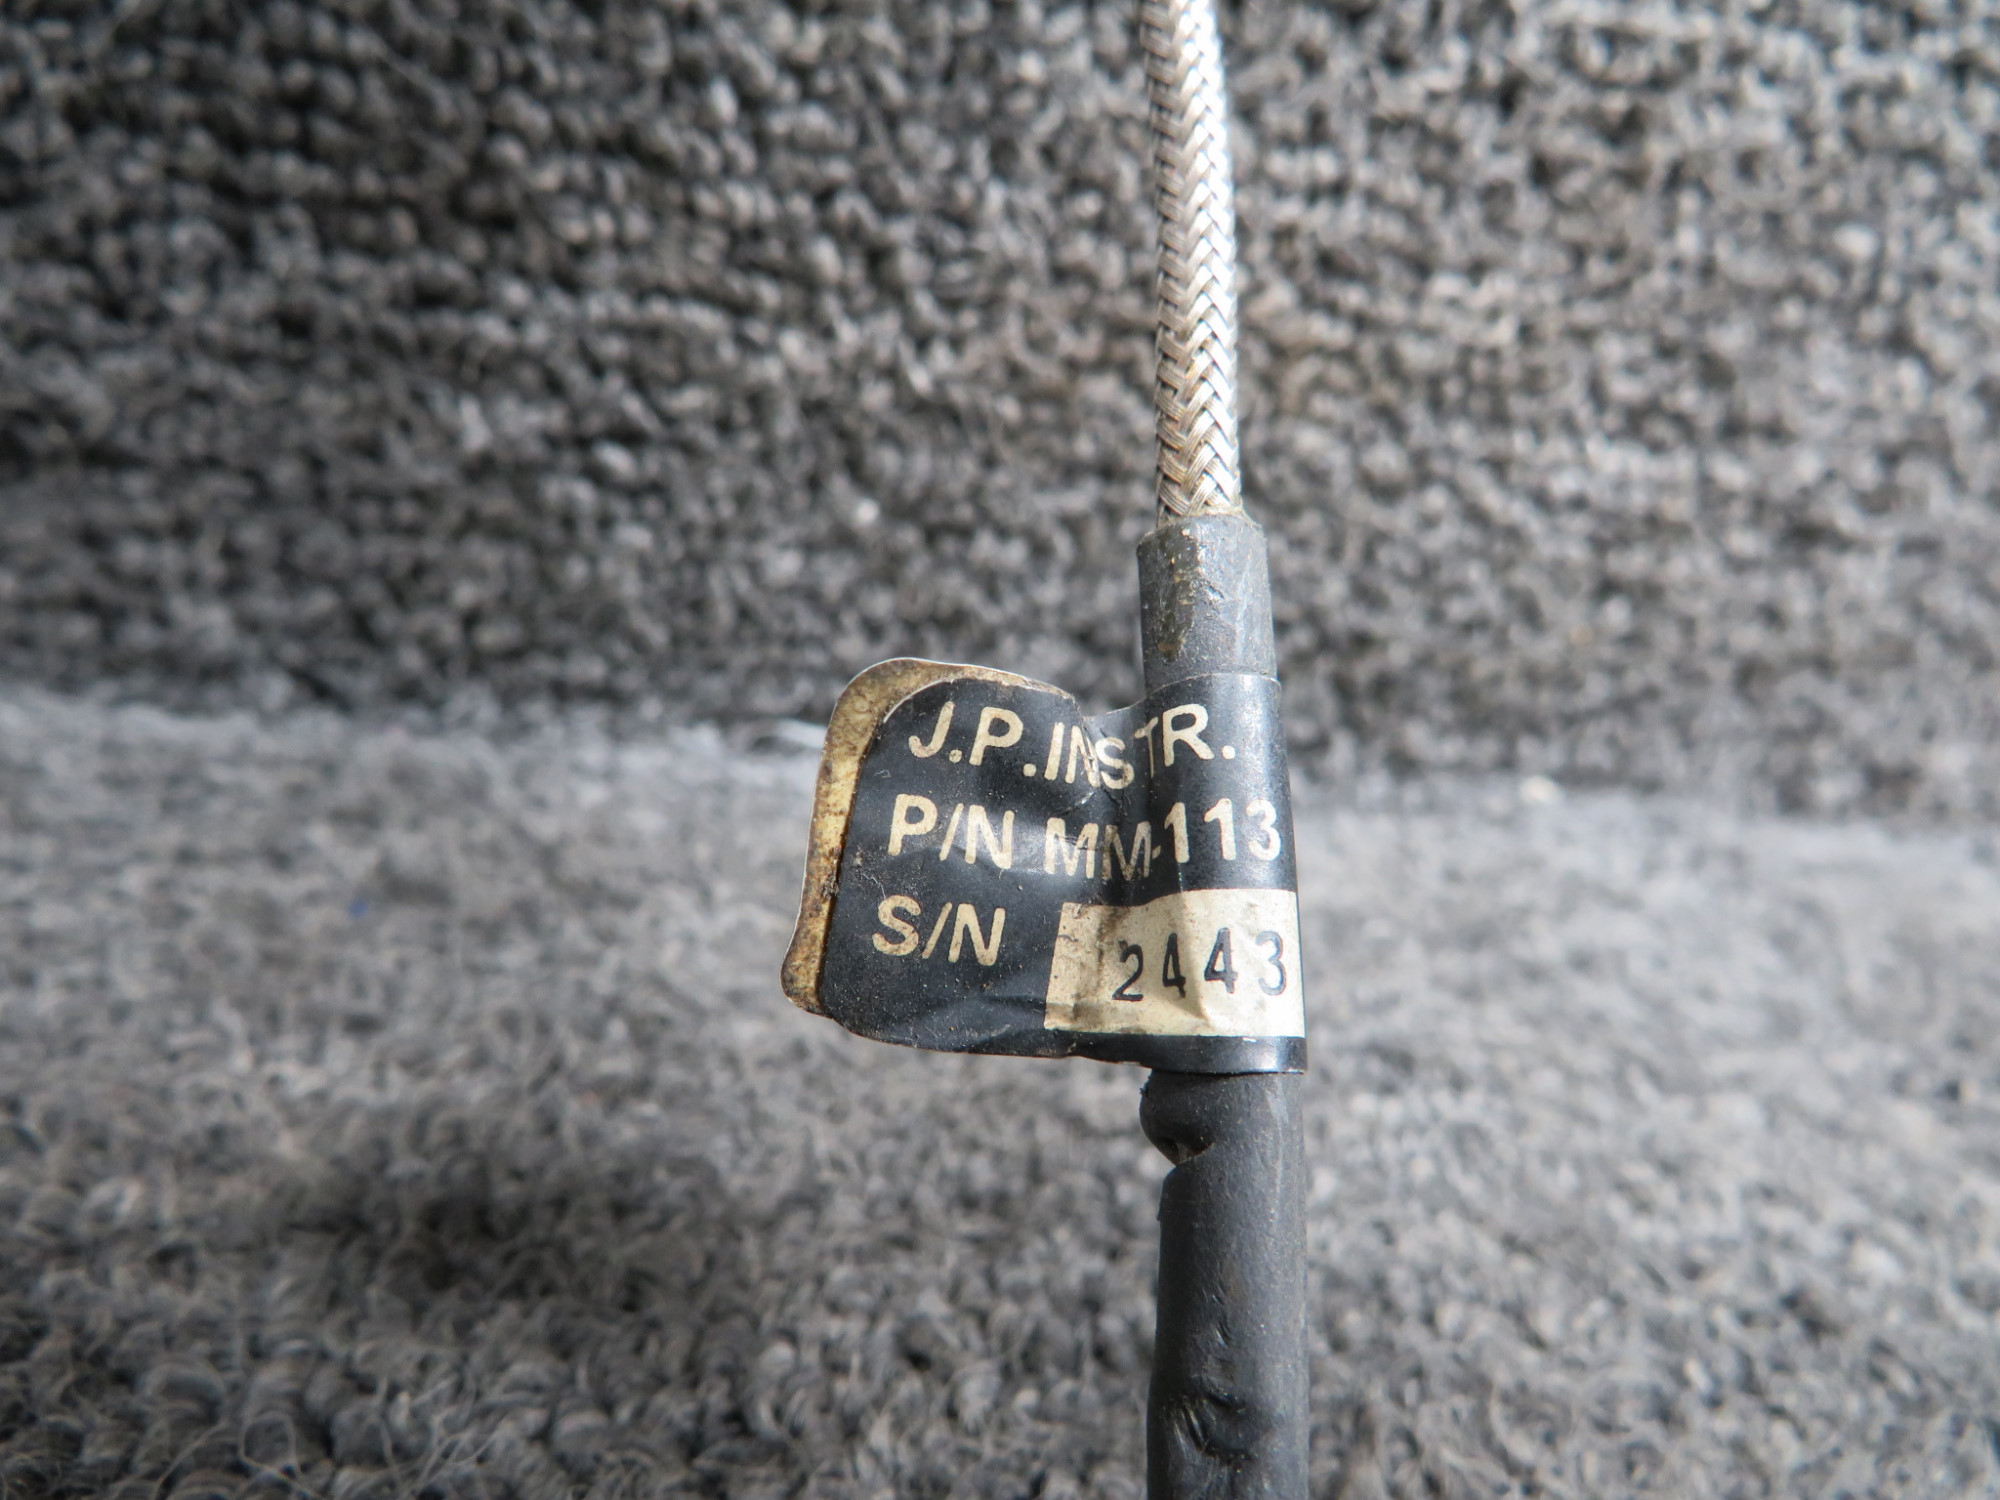 J.P.INSTR.
P/N MM-113
S/N 2443